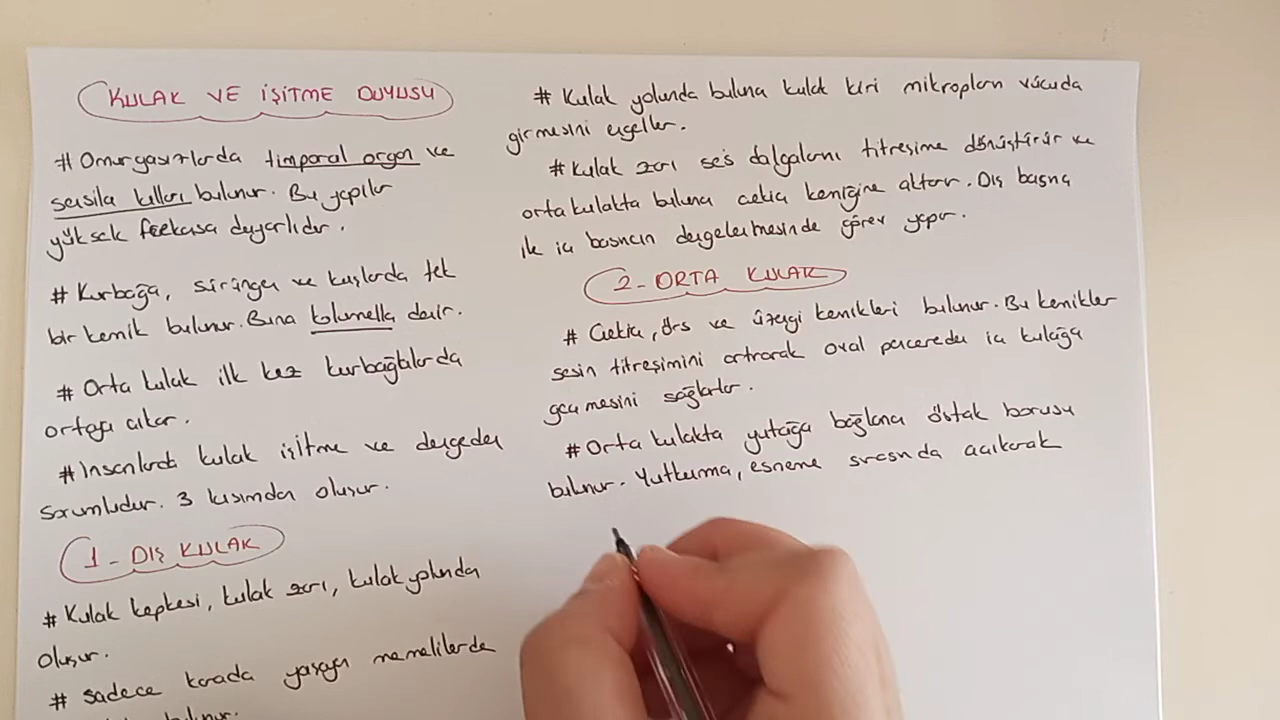 KULAK VE İŞİTME DUYUSU
# Omurgasızlarda timporal organ ve
sensila kılları bulunur. Bu yapılar
yüksek frekansa duyarlıdır.
# Kurbağa, sürüngen ve kuşlarda tek
bir kemik bulunur. Buna kolumella denir.
# Orta kulak ilk kez kurbağalarda
ortaya çıkar.
# İnsanlarda kulak işitme ve dengeden
sorumludur. 3 kısımdan oluşur.
1- DIŞ KULAK
# Kulak kepçesi, kulak zarı, kulak yolundan
oluşur.
# Sadece karada yaşayan memelilerde
bulunur.
# Kulak yolunda bulunan kulak kiri mikropların vücuda
girmesini engeller.
# Kulak zarı ses dalgalarını titreşime dönüştürür ve
orta kulakta bulunan çekiç kemiğine aktarır. Dış basınç
ile iç basıncın dengelenmesinde görev yapar.
2- ORTA KULAK
# Çekiç, örs ve üzengi kemikleri bulunur. Bu kemikler
sesin titreşimini artırarak oval pencereden iç kulağa
geçmesini sağlarlar.
# Orta kulakta yutağa bağlanan östaki borusu
bulunur. Yutkunma, esneme sırasında açılarak